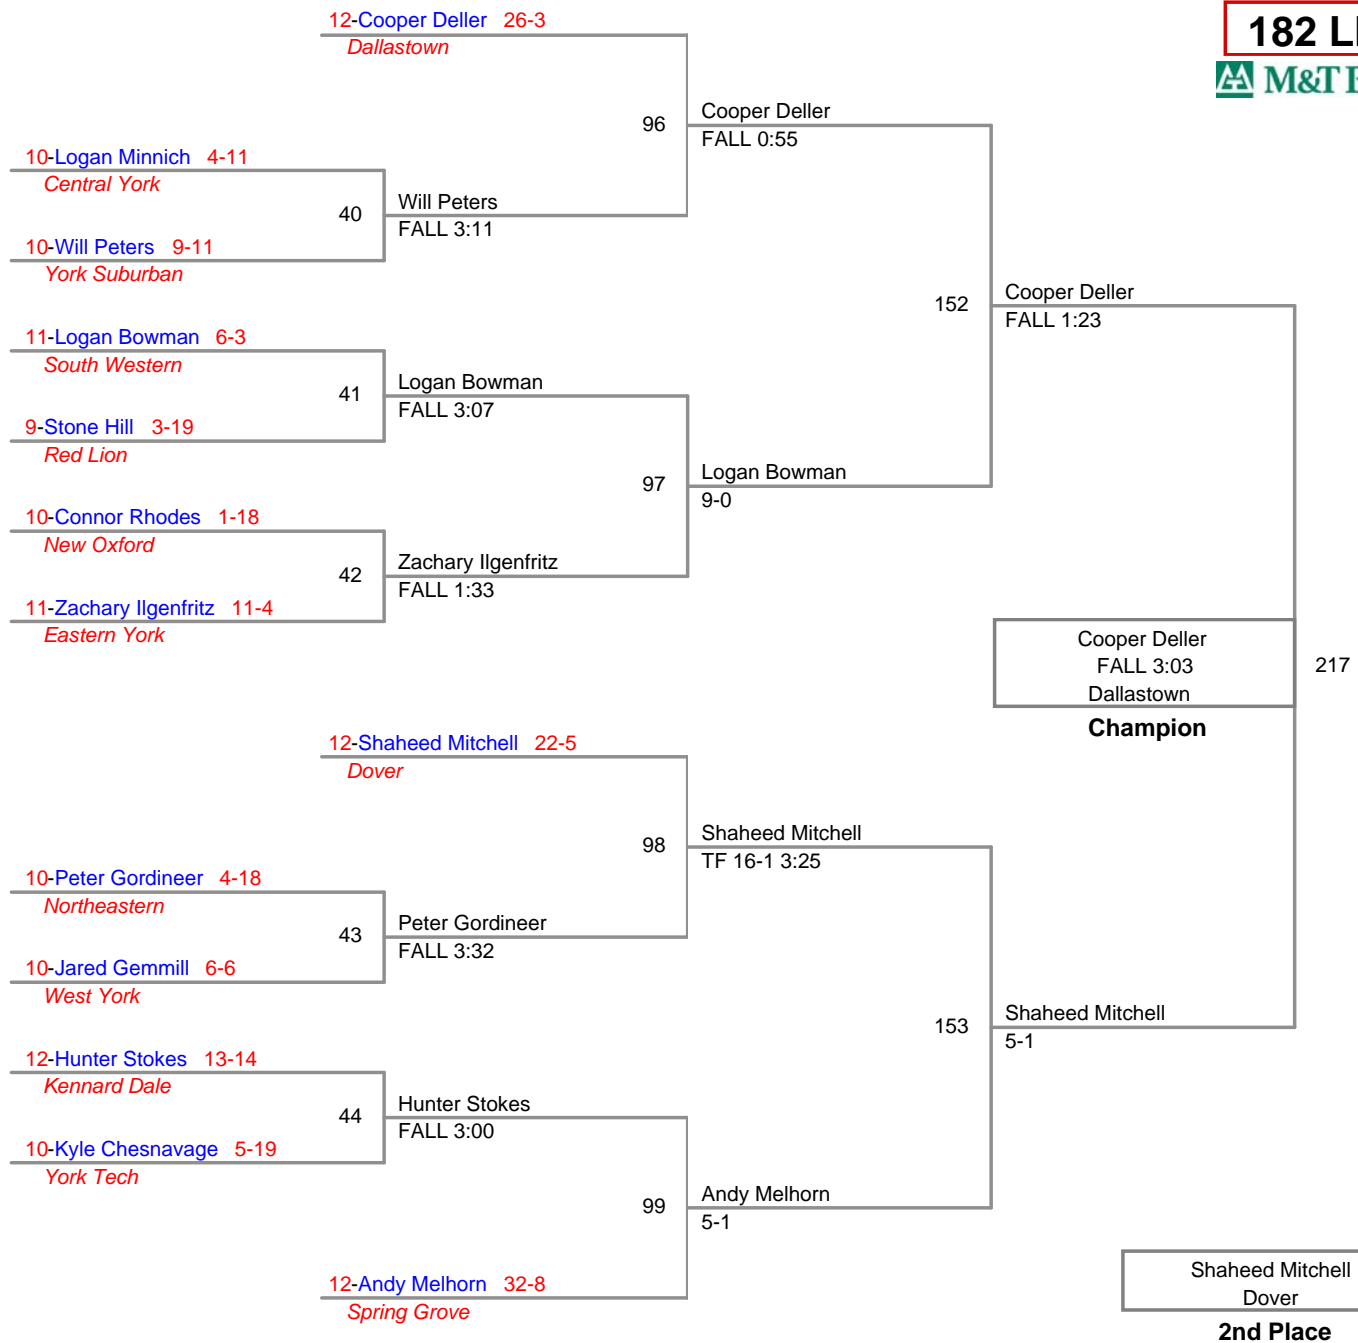 12-Cooper Deller 26-3
Dallastown
182 L
M&T
96
Cooper Deller
FALL 0:55
10-Logan Minnich 4-11
Central York
40
Will Peters
FALL 3:11
10-Will Peters 9-11
York Suburban
152
Cooper Deller
FALL 1:23
11-Logan Bowman 6-3
South Western
41
Logan Bowman
FALL 3:07
9-Stone Hill 3-19
Red Lion
97
Logan Bowman
9-0
10-Connor Rhodes 1-18
New Oxford
42
Zachary Ilgenfritz
FALL 1:33
11-Zachary Ilgenfritz 11-4
Eastern York
Cooper Deller
FALL 3:03
Dallastown
217
Champion
12-Shaheed Mitchell 22-5
Dover
98
Shaheed Mitchell
TF 16-1 3:25
10-Peter Gordineer 4-18
Northeastern
43
Peter Gordineer
FALL 3:32
10-Jared Gemmill 6-6
West York
153
Shaheed Mitchell
5-1
12-Hunter Stokes 13-14
Kennard Dale
44
Hunter Stokes
FALL 3:00
10-Kyle Chesnavage 5-19
York Tech
99
Andy Melhorn
5-1
12-Andy Melhorn 32-8
Spring Grove
Shaheed Mitchell
Dover
2nd Place